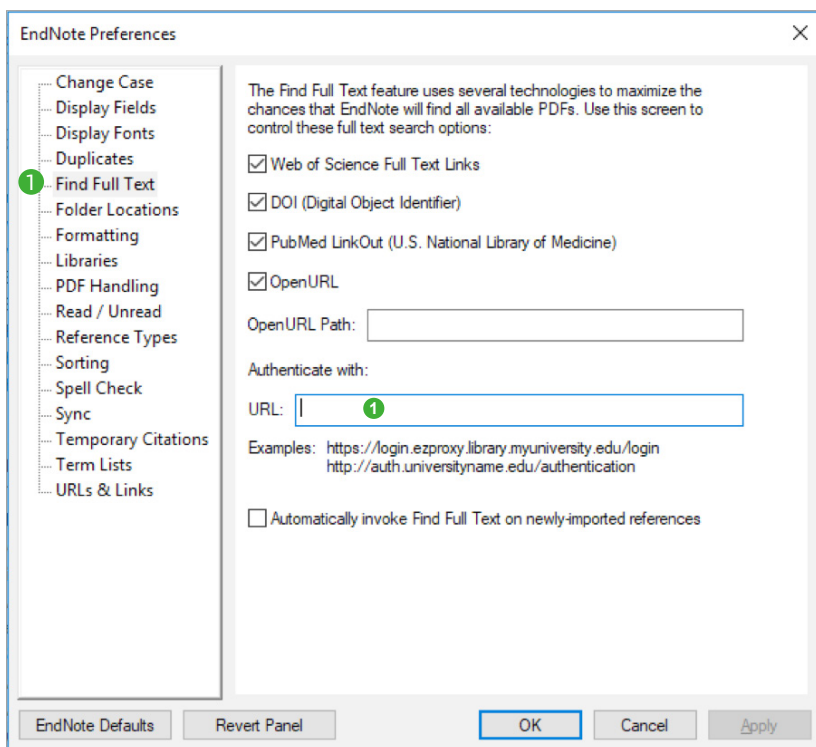 EndNote Preferences
Change Case
Display Fields
Display Fonts
Duplicates
1 Find Full Text
Folder Locations
Formatting
Libraries
PDF Handling
Read / Unread
Reference Types
Sorting
Spell Check
Sync
Temporary Citations
Term Lists
URLs & Links
The Find Full Text feature uses several technologies to maximize the
chances that EndNote will find all available PDFs. Use this screen to
control these full text search options:
Web of Science Full Text Links
DOI (Digital Object Identifier)
PubMed LinkOut (U.S. National Library of Medicine)
OpenURL
OpenURL Path:
Authenticate with:
URL: 1
Examples: https://login.ezproxy.library.myuniversity.edu/login
http://auth.universityname.edu/authentication
Automatically invoke Find Full Text on newly-imported references
EndNote Defaults Revert Panel OK Cancel Apply